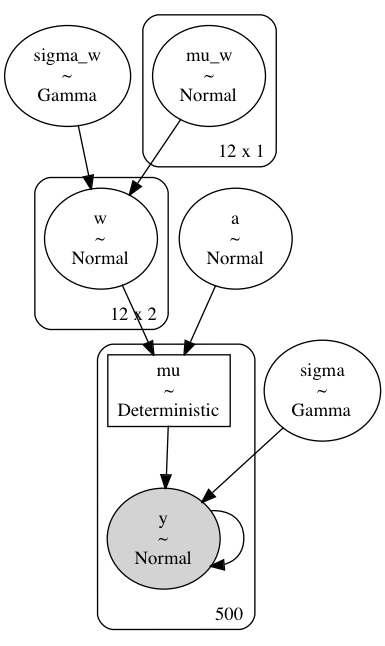 sigma_w
~
Gamma
mu_w
~
Normal
12 x 1
w
~
Normal
12 x 2
a
~
Normal
mu
~
Deterministic
sigma
~
Gamma
y
~
Normal
500